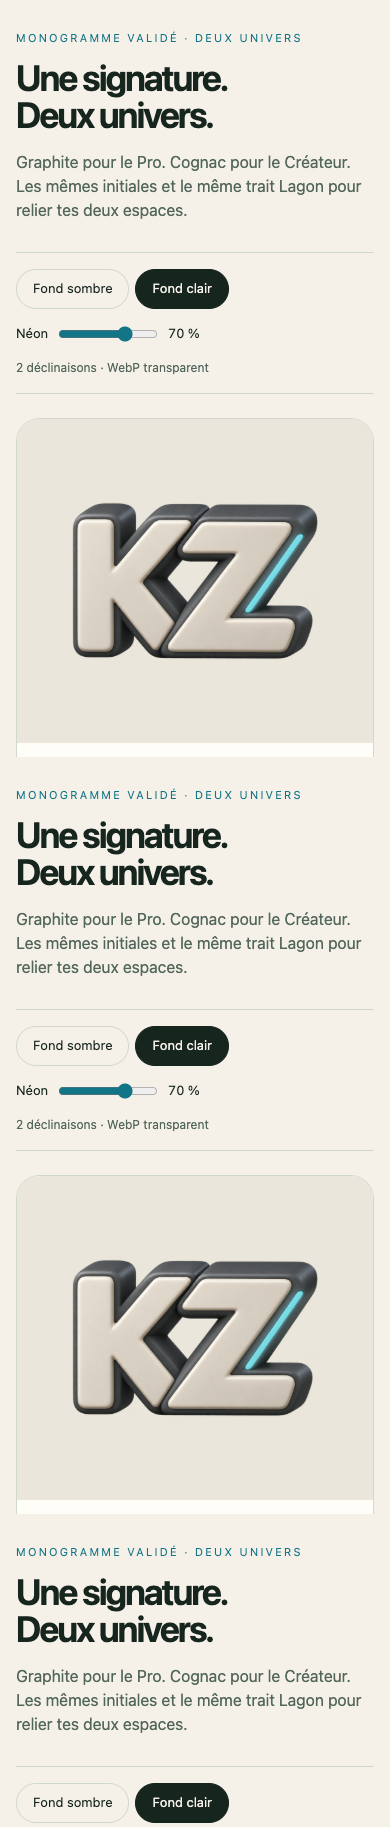 MONOGRAMME VALIDÉ · DEUX UNIVERS
Une signature.
Deux univers.
Graphite pour le Pro. Cognac pour le Créateur.
Les mêmes initiales et le même trait Lagon pour
relier tes deux espaces.
Fond sombre Fond clair
Néon 70 %
2 déclinaisons · WebP transparent
KZ
MONOGRAMME VALIDÉ · DEUX UNIVERS
Une signature.
Deux univers.
Graphite pour le Pro. Cognac pour le Créateur.
Les mêmes initiales et le même trait Lagon pour
relier tes deux espaces.
Fond sombre Fond clair
Néon 70 %
2 déclinaisons · WebP transparent
KZ
MONOGRAMME VALIDÉ · DEUX UNIVERS
Une signature.
Deux univers.
Graphite pour le Pro. Cognac pour le Créateur.
Les mêmes initiales et le même trait Lagon pour
relier tes deux espaces.
Fond sombre Fond clair